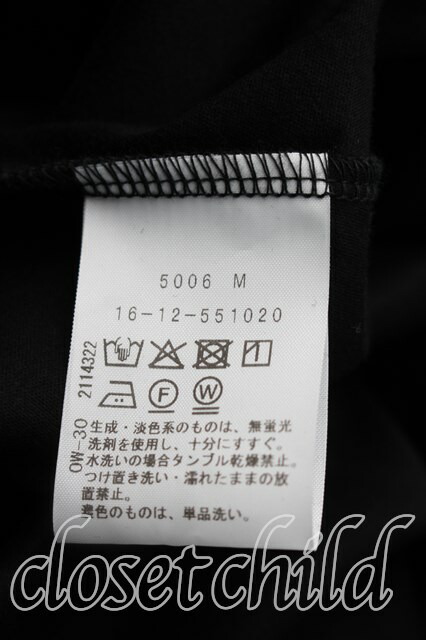 5006 M
16-12-551020
F
W
OW-30 2114322
生成・淡色系のものは、無蛍光
洗剤を使用し、十分にすすぐ。
水洗いの場合タンブル乾燥禁止。
つけ置き洗い・濡れたままの放
置禁止。
濃色のものは、単品洗い。
closetchild